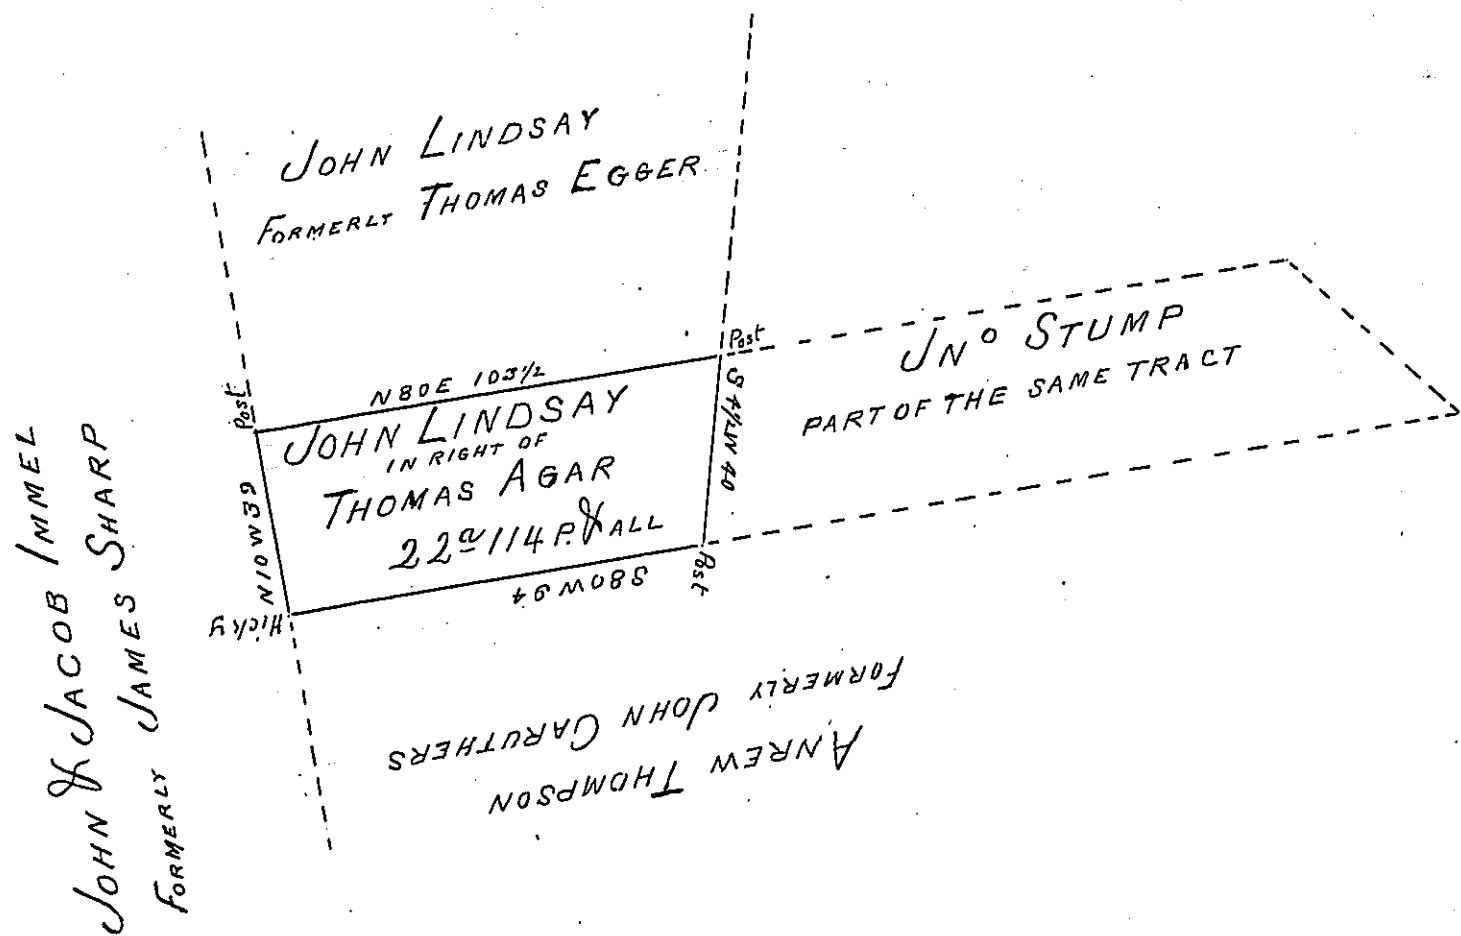 JOHN LINDSAY
FORMERLY THOMAS EGGER
Post
N80E 103½
Post
S4½W 40
JNº STUMP
PART OF THE SAME TRACT
JOHN LINDSAY
IN RIGHT OF
THOMAS AGAR
22ª 114 P. & ALL
N10W39
Hicky
S80W94
Post
JOHN & JACOB IMMEL
FORMERLY JAMES SHARP
ANREW THOMPSON
FORMERLY JOHN CARUTHERS